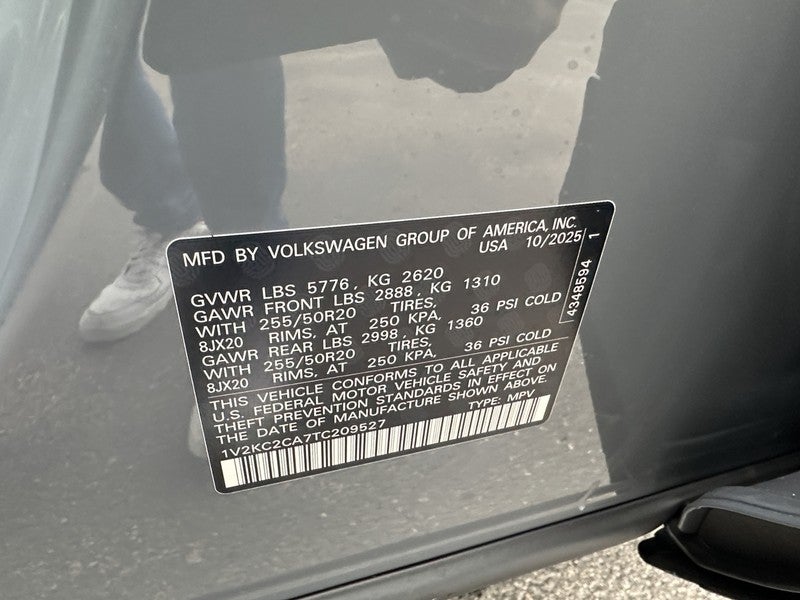 MFD BY VOLKSWAGEN GROUP OF AMERICA, INC.
USA 10/2025
GVWR LBS 5776, KG 2620
GAWR FRONT LBS 2888, KG 1310
WITH 255/50R20 TIRES,
8JX20 RIMS, AT 250 KPA, 36 PSI COLD
GAWR REAR LBS 2998, KG 1360
WITH 255/50R20 TIRES,
8JX20 RIMS, AT 250 KPA, 36 PSI COLD
THIS VEHICLE CONFORMS TO ALL APPLICABLE
U.S. FEDERAL MOTOR VEHICLE SAFETY AND
THEFT PREVENTION STANDARDS IN EFFECT ON
THE DATE OF MANUFACTURE SHOWN ABOVE.
1V2KC2CA7TC209527 TYPE: MPV
4348594 1